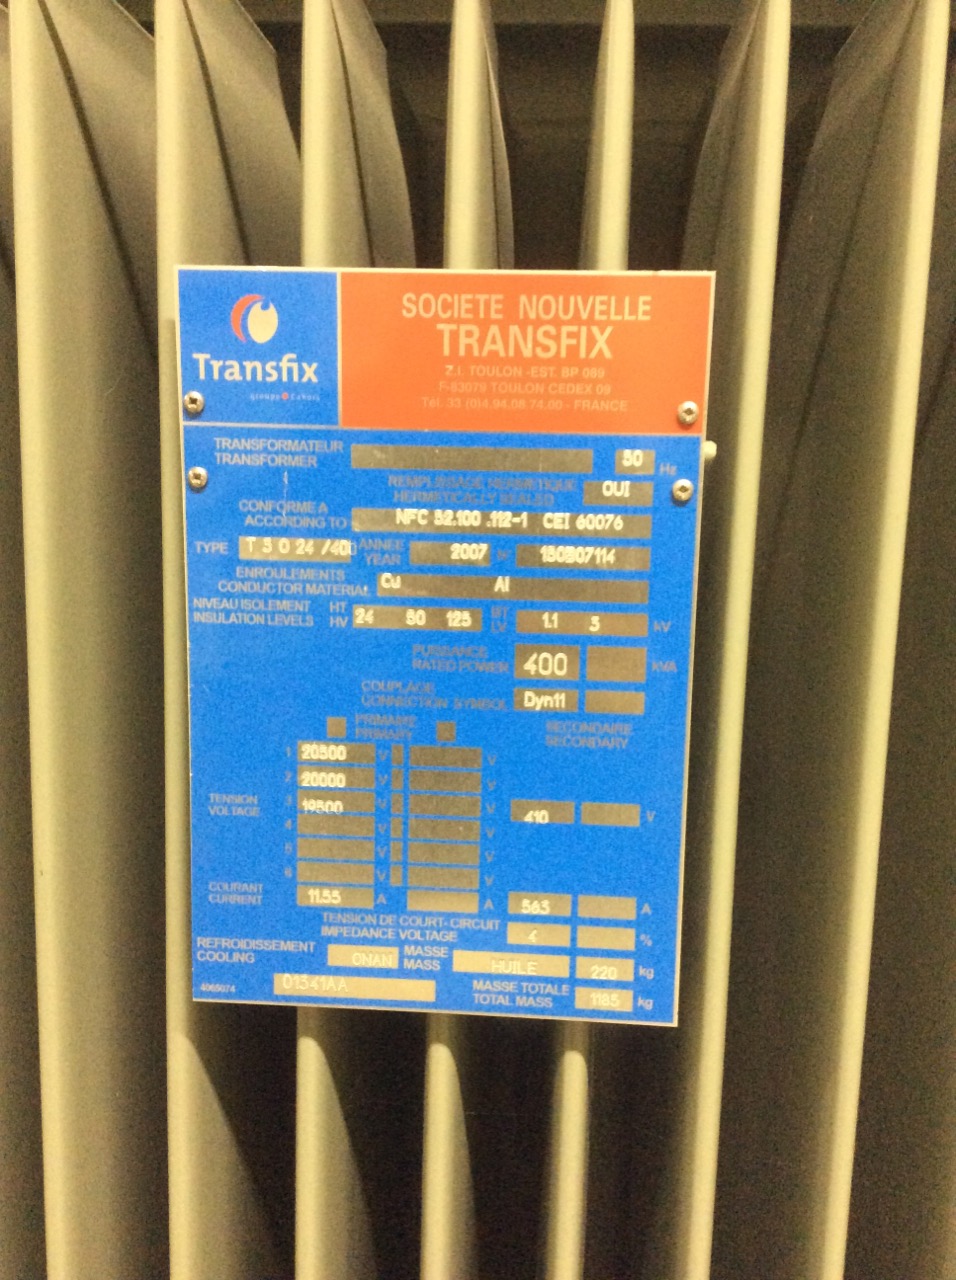 Transfix
groupe Cahors
SOCIETE NOUVELLE
TRANSFIX
Z.I. TOULON -EST. BP 089
F-83079 TOULON CEDEX 09
Tél. 33 (0)4.94.08.74.00 - FRANCE
TRANSFORMATEUR
TRANSFORMER
50 Hz
REMPLISSAGE HERMETIQUE
HERMETICALLY SEALED
OUI
CONFORME A
ACCORDING TO
NFC 52.100 .112-1 CEI 60076
TYPE T 3 O 24 /400 ANNEE
YEAR 2007 N° 
ENROULEMENTS
CONDUCTOR MATERIAL Cu Al
NIVEAU ISOLEMENT HT
INSULATION LEVELS HV 24 50 125 BT
LV 1.1 3 kV
PUISSANCE
RATED POWER 400 kVA
COUPLAGE
CONNECTION SYMBOL Dyn11
PRIMAIRE
PRIMARY
SECONDAIRE
SECONDARY
1 20500 V V
2 20000 V V
TENSION
VOLTAGE
3 19500 V V 410 V
4 V V
5 V V
6 V V
COURANT
CURRENT
11.55 A A 563 A
TENSION DE COURT- CIRCUIT
IMPEDANCE VOLTAGE 4 %
REFROIDISSEMENT
COOLING ONAN MASSE
MASS HUILE 220 kg
4065074 01341AA MASSE TOTALE
TOTAL MASS 1185 kg